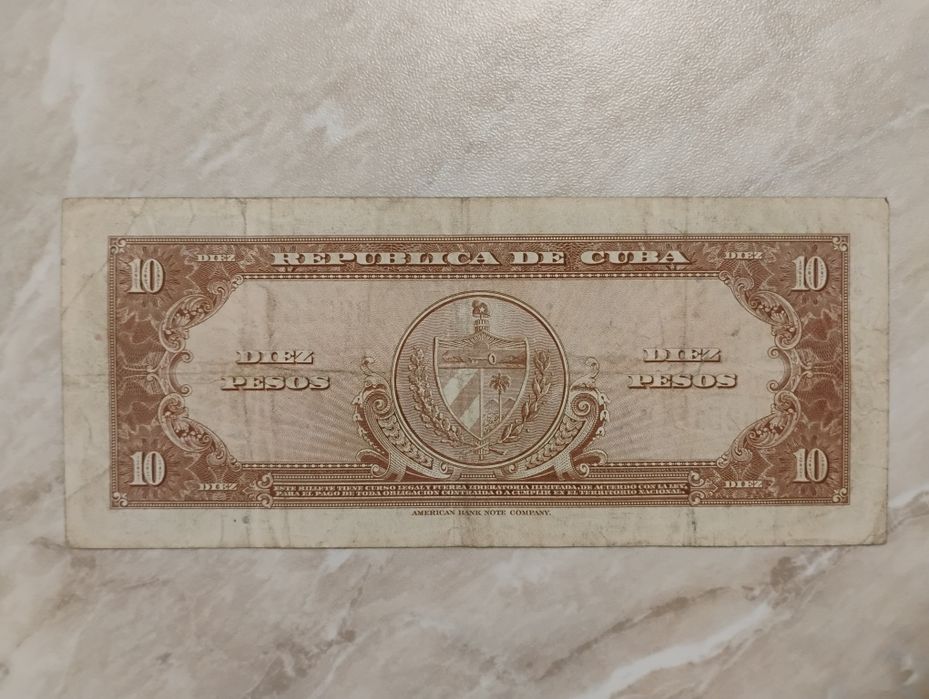 10 DIEZ REPUBLICA DE CUBA DIEZ 10
DIEZ DIEZ
PESOS PESOS
10 10
DIEZ DIEZ
ESTE BILLETE TIENE CURSO LEGAL Y FUERZA LIBERATORIA ILIMITADA DE ACUERDO CON LA LEY
PARA EL PAGO DE TODA OBLIGACION CONTRAIDA O A CUMPLIR EN EL TERRITORIO NACIONAL
AMERICAN BANK NOTE COMPANY.